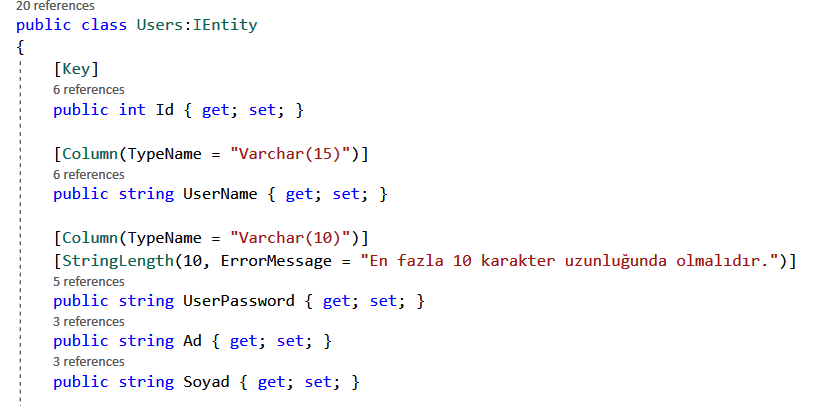 20 references
public class Users:IEntity
{
[Key]
6 references
public int Id { get; set; }
[Column(TypeName = "Varchar(15)")]
6 references
public string UserName { get; set; }
[Column(TypeName = "Varchar(10)")]
[StringLength(10, ErrorMessage = "En fazla 10 karakter uzunluğunda olmalıdır.")]
5 references
public string UserPassword { get; set; }
3 references
public string Ad { get; set; }
3 references
public string Soyad { get; set; }